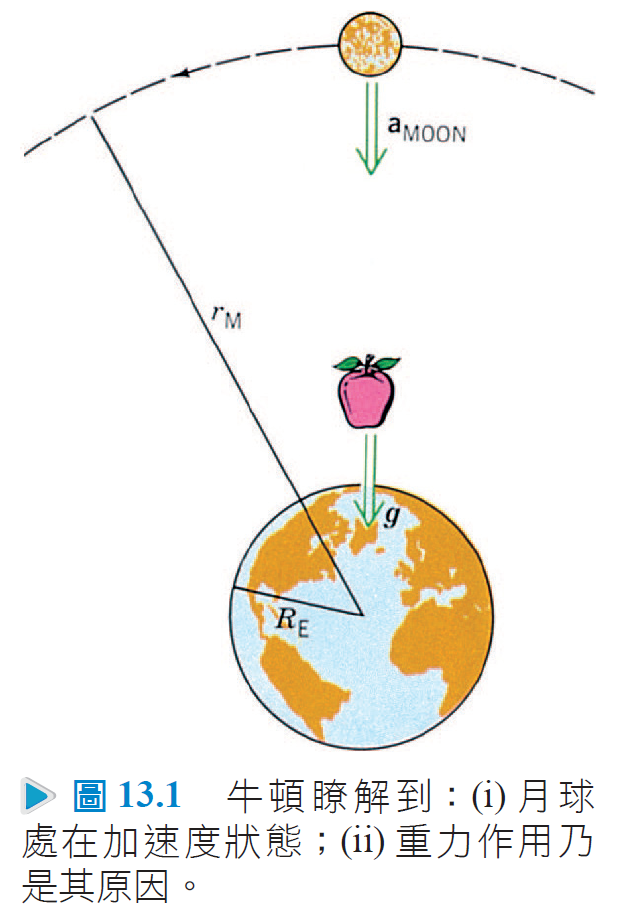 aMOON
rM
g
RE
圖 13.1 牛頓瞭解到：(i) 月球
處在加速度狀態；(ii) 重力作用乃
是其原因。